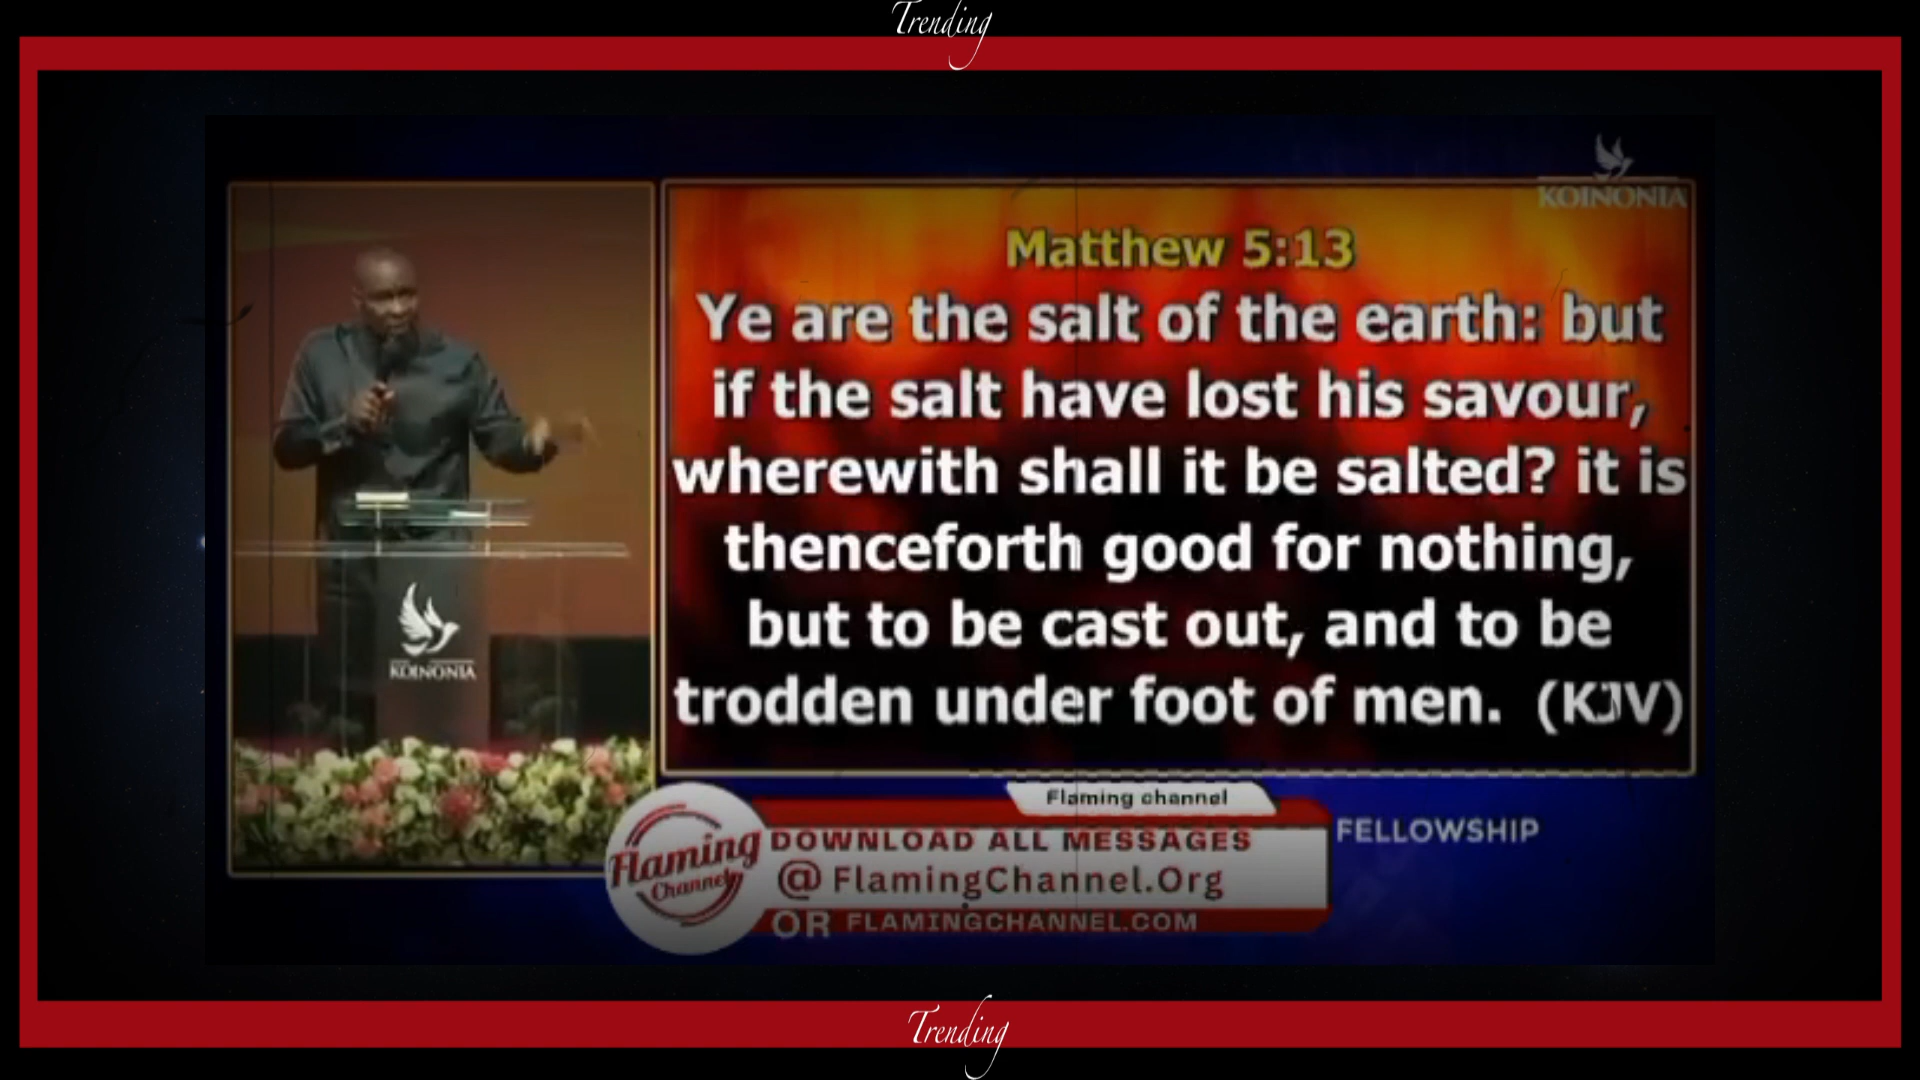 Trending
KOINONIA
Matthew 5:13
Ye are the salt of the earth: but
if the salt have lost his savour,
wherewith shall it be salted? it is
thenceforth good for nothing,
but to be cast out, and to be
trodden under foot of men. (KJV)
KOINONIA
Flaming channel
Flaming
Channel
DOWNLOAD ALL MESSAGES
@ FlamingChannel.Org
OR FLAMINGCHANNEL.COM
FELLOWSHIP
Trending